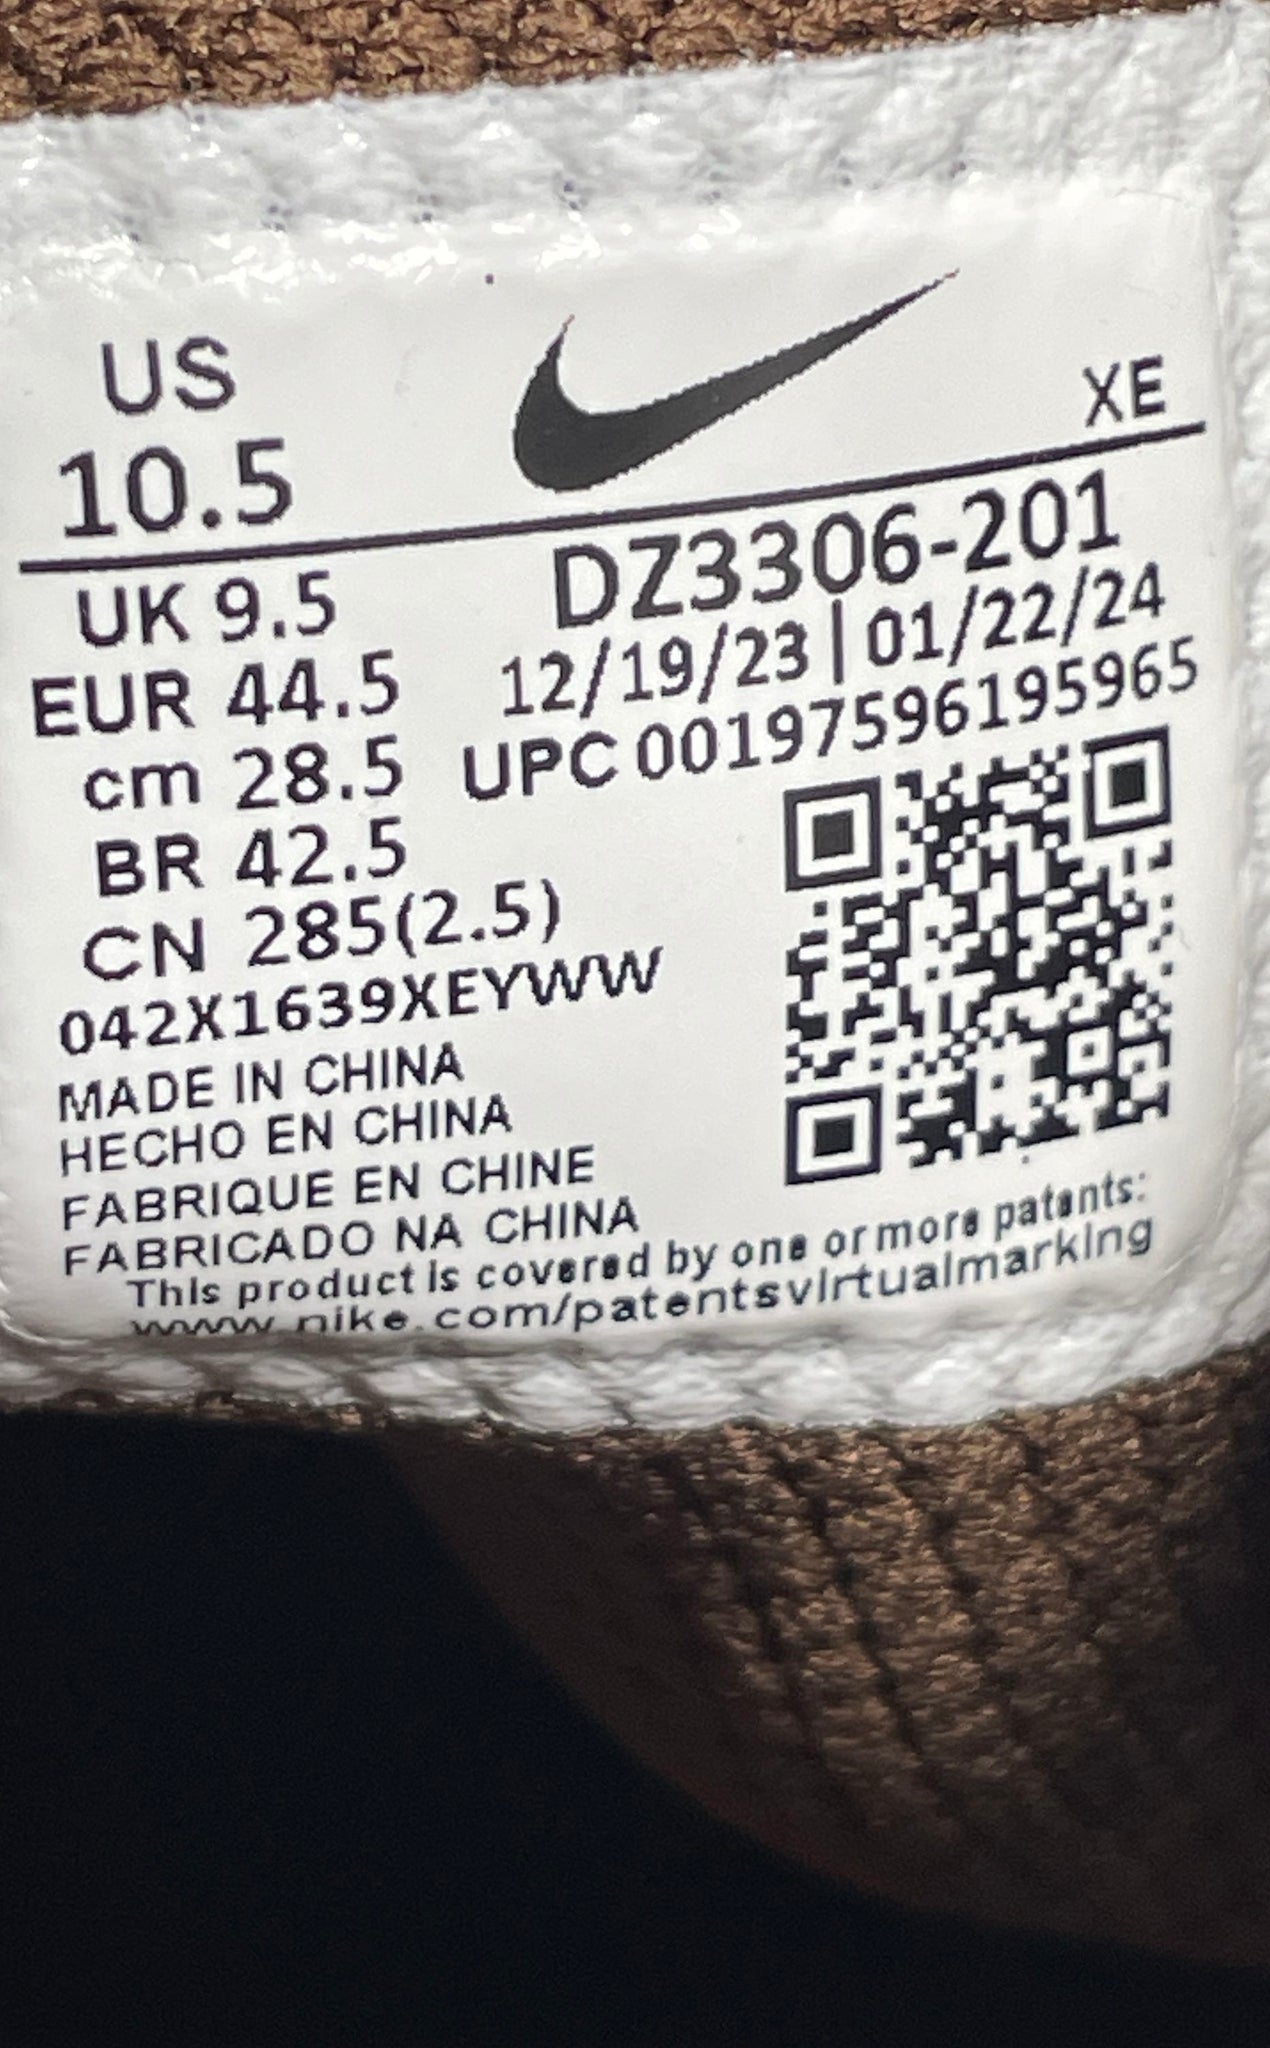 US
10.5
XE
UK 9.5
EUR 44.5
cm 28.5
BR 42.5
CN 285(2.5)
DZ3306-201
12/19/23|01/22/24
UPC 00197596195965
042X1639XEYWW
MADE IN CHINA
HECHO EN CHINA
FABRIQUE EN CHINE
FABRICADO NA CHINA
This product is covered by one or more patents:
www.nike.com/patentsvirtualmarking